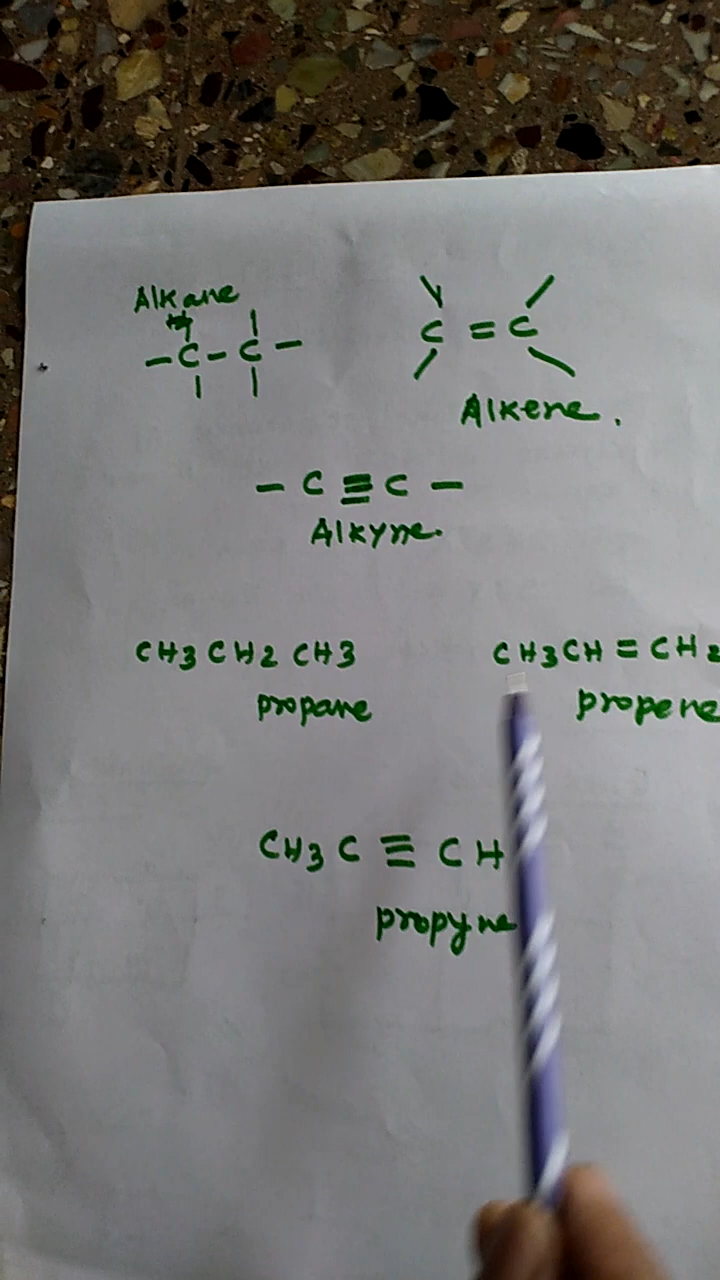 Alkane
-C-C-
C=C
Alkene.
-C≡C-
Alkyne.
CH3CH2CH3
propane
CH3CH=CH2
propene
CH3C≡CH
propyne